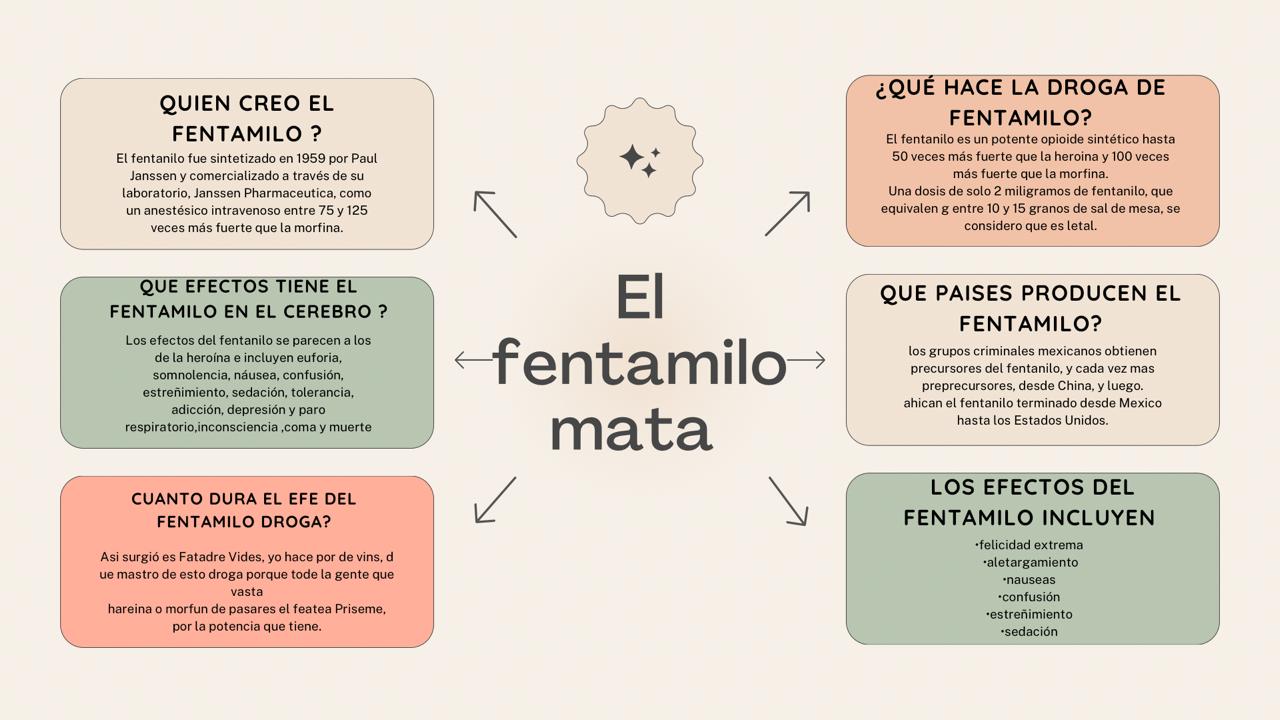 QUIEN CREO EL
FENTAMILO ?
El fentanilo fue sintetizado en 1959 por Paul
Janssen y comercializado a través de su
laboratorio, Janssen Pharmaceutica, como
un anestésico intravenoso entre 75 y 125
veces más fuerte que la morfina.
QUE EFECTOS TIENE EL
FENTAMILO EN EL CEREBRO ?
Los efectos del fentanilo se parecen a los
de la heroína e incluyen euforia,
somnolencia, náusea, confusión,
estreñimiento, sedación, tolerancia,
adicción, depresión y paro
respiratorio,inconsciencia ,coma y muerte
CUANTO DURA EL EFE DEL
FENTAMILO DROGA?
Asi surgió es Fatadre Vides, yo hace por de vins, d
ue mastro de esto droga porque tode la gente que
vasta
hareina o morfun de pasares el featea Priseme,
por la potencia que tiene.
El
fentamilo
mata
¿QUÉ HACE LA DROGA DE
FENTAMILO?
El fentanilo es un potente opioide sintético hasta
50 veces más fuerte que la heroina y 100 veces
más fuerte que la morfina.
Una dosis de solo 2 miligramos de fentanilo, que
equivalen g entre 10 y 15 granos de sal de mesa, se
considero que es letal.
QUE PAISES PRODUCEN EL
FENTAMILO?
los grupos criminales mexicanos obtienen
precursores del fentanilo, y cada vez mas
preprecursores, desde China, y luego.
ahican el fentanilo terminado desde Mexico
hasta los Estados Unidos.
LOS EFECTOS DEL
FENTAMILO INCLUYEN
•felicidad extrema
•aletargamiento
•nauseas
•confusión
•estreñimiento
•sedación